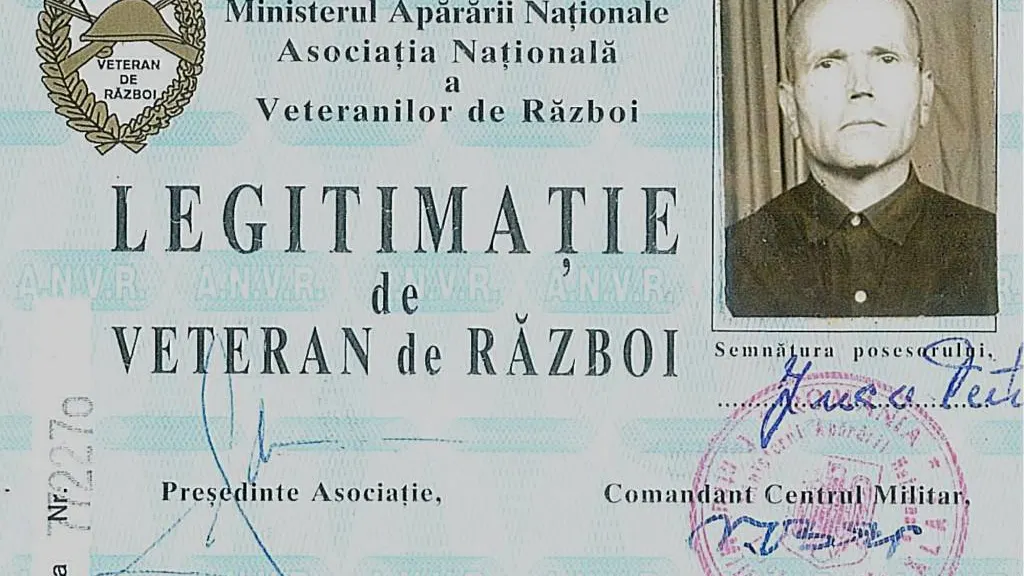 VETERAN
DE
RĂZBOI
Ministerul Apărării Naționale
Asociația Națională
a
Veteranilor de Război
LEGITIMAȚIE
de
VETERAN de RĂZBOI
A.N.V.R. A.N.V.R. A.N.V.R. A.N.V.R.
Semnătura posesorului,
Președinte Asociație,
Comandant Centrul Militar,
Nr. 712270